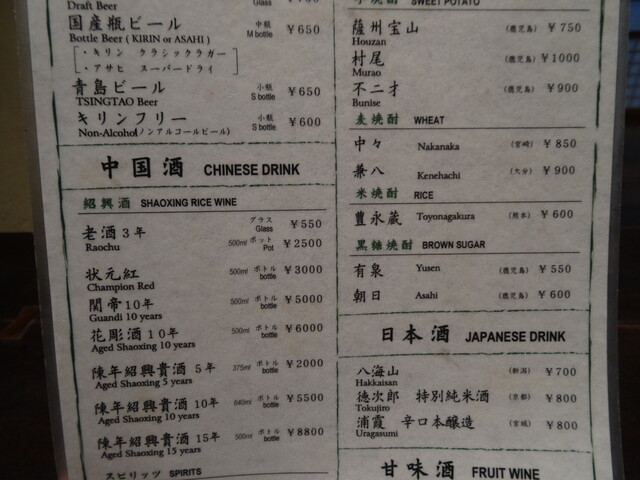 Draft Beer
Glass
国産瓶ビール 中瓶 ￥650
Bottle Beer ( KIRIN or ASAHI ) M bottle
・キリン クラシックラガー
・アサヒ スーパードライ
青島ビール 小瓶 ￥650
TSINGTAO Beer S bottle
キリンフリー 小瓶 ￥600
Non-Alcohol(ノンアルコールビール) S bottle
中国酒 CHINESE DRINK
紹興酒 SHAOXING RICE WINE
老酒3年 グラス Glass ￥550
Raochu 500ml ポット Pot ￥2500
状元紅 500ml ボトル bottle ￥3000
Champion Red
関帝10年 500ml ボトル bottle ￥5000
Guandi 10 years
花彫酒10年 500ml ボトル bottle ￥6000
Aged Shaoxing 10 years
陳年紹興貴酒 5年 375ml ボトル bottle ￥2000
Aged Shaoxing 5 years
陳年紹興貴酒 10年 640ml ボトル bottle ￥5500
Aged Shaoxing 10 years
陳年紹興貴酒 15年 500ml ボトル bottle ￥8800
Aged Shaoxing 15 years
スピリッツ SPIRITS
SWEET POTATO
薩州宝山 (鹿児島) ￥750
Houzan
村尾 (鹿児島) ￥1000
Murao
不二才 (鹿児島) ￥900
Bunise
麦焼酎 WHEAT
中々 Nakanaka (宮崎) ￥850
兼八 Kenehachi (大分) ￥900
米焼酎 RICE
豊永蔵 Toyonagakura (熊本) ￥600
黒糖焼酎 BROWN SUGAR
有泉 Yusen (鹿児島) ￥550
朝日 Asahi (鹿児島) ￥600
日本酒 JAPANESE DRINK
八海山 (新潟) ￥700
Hakkaisan
徳次郎 特別純米酒 (京都) ￥800
Tokujiro
浦霞 辛口本醸造 (宮城) ￥800
Uragasumi
甘味酒 FRUIT WINE